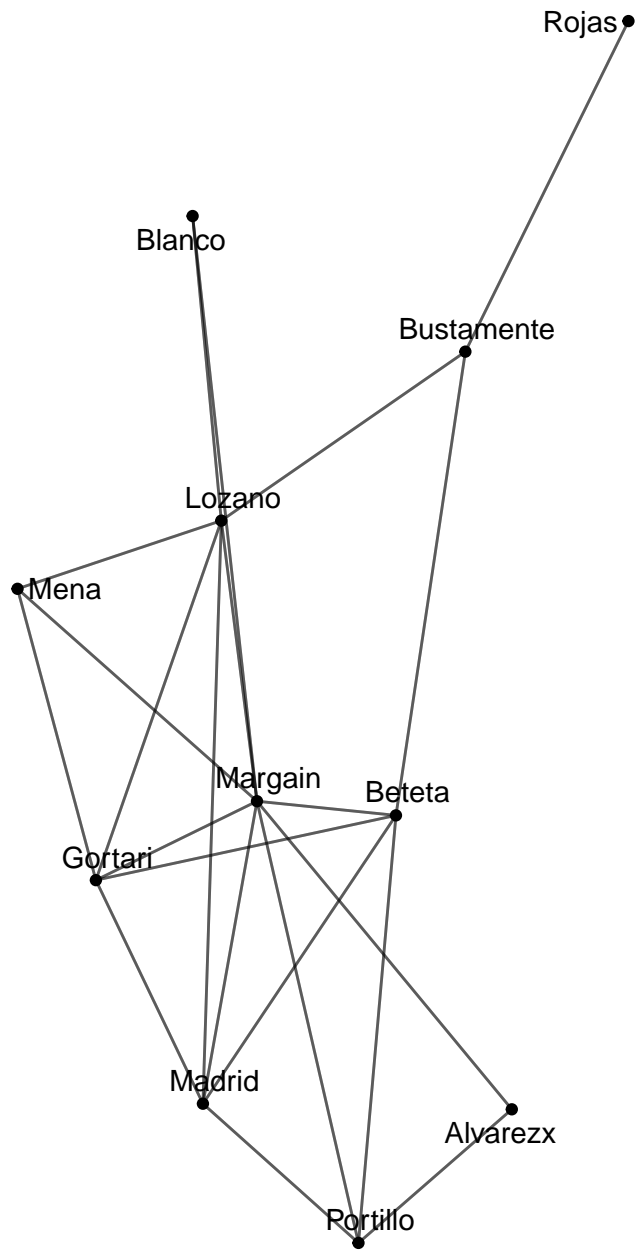 Rojas
Blanco
Bustamente
Lozano
Mena
Margain
Beteta
Gortari
Madrid
Alvarezx
Portillo